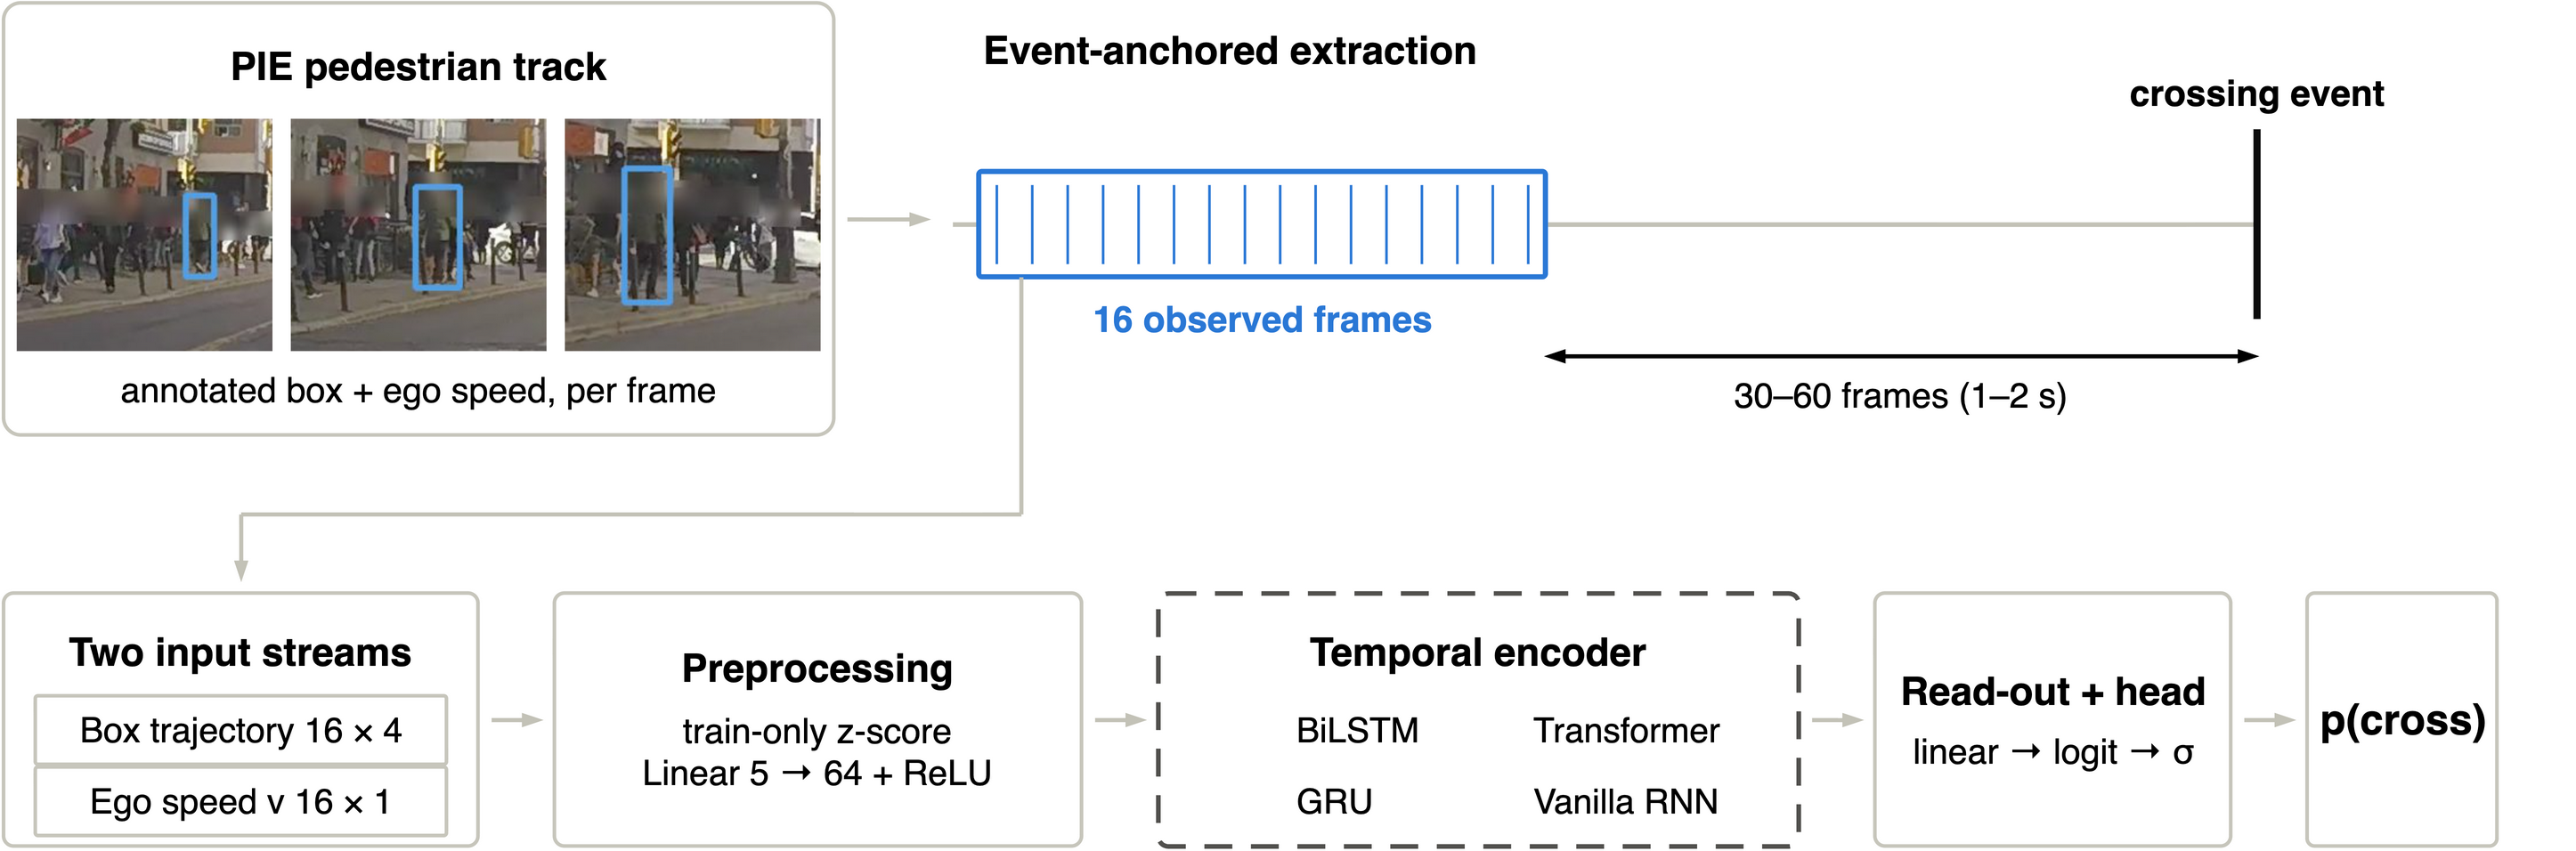 PIE pedestrian track
annotated box + ego speed, per frame
Event-anchored extraction
crossing event
16 observed frames
30–60 frames (1–2 s)
Two input streams
Box trajectory 16 × 4
Ego speed v 16 × 1
Preprocessing
train-only z-score
Linear 5 → 64 + ReLU
Temporal encoder
BiLSTM Transformer
GRU Vanilla RNN
Read-out + head
linear → logit → σ
p(cross)